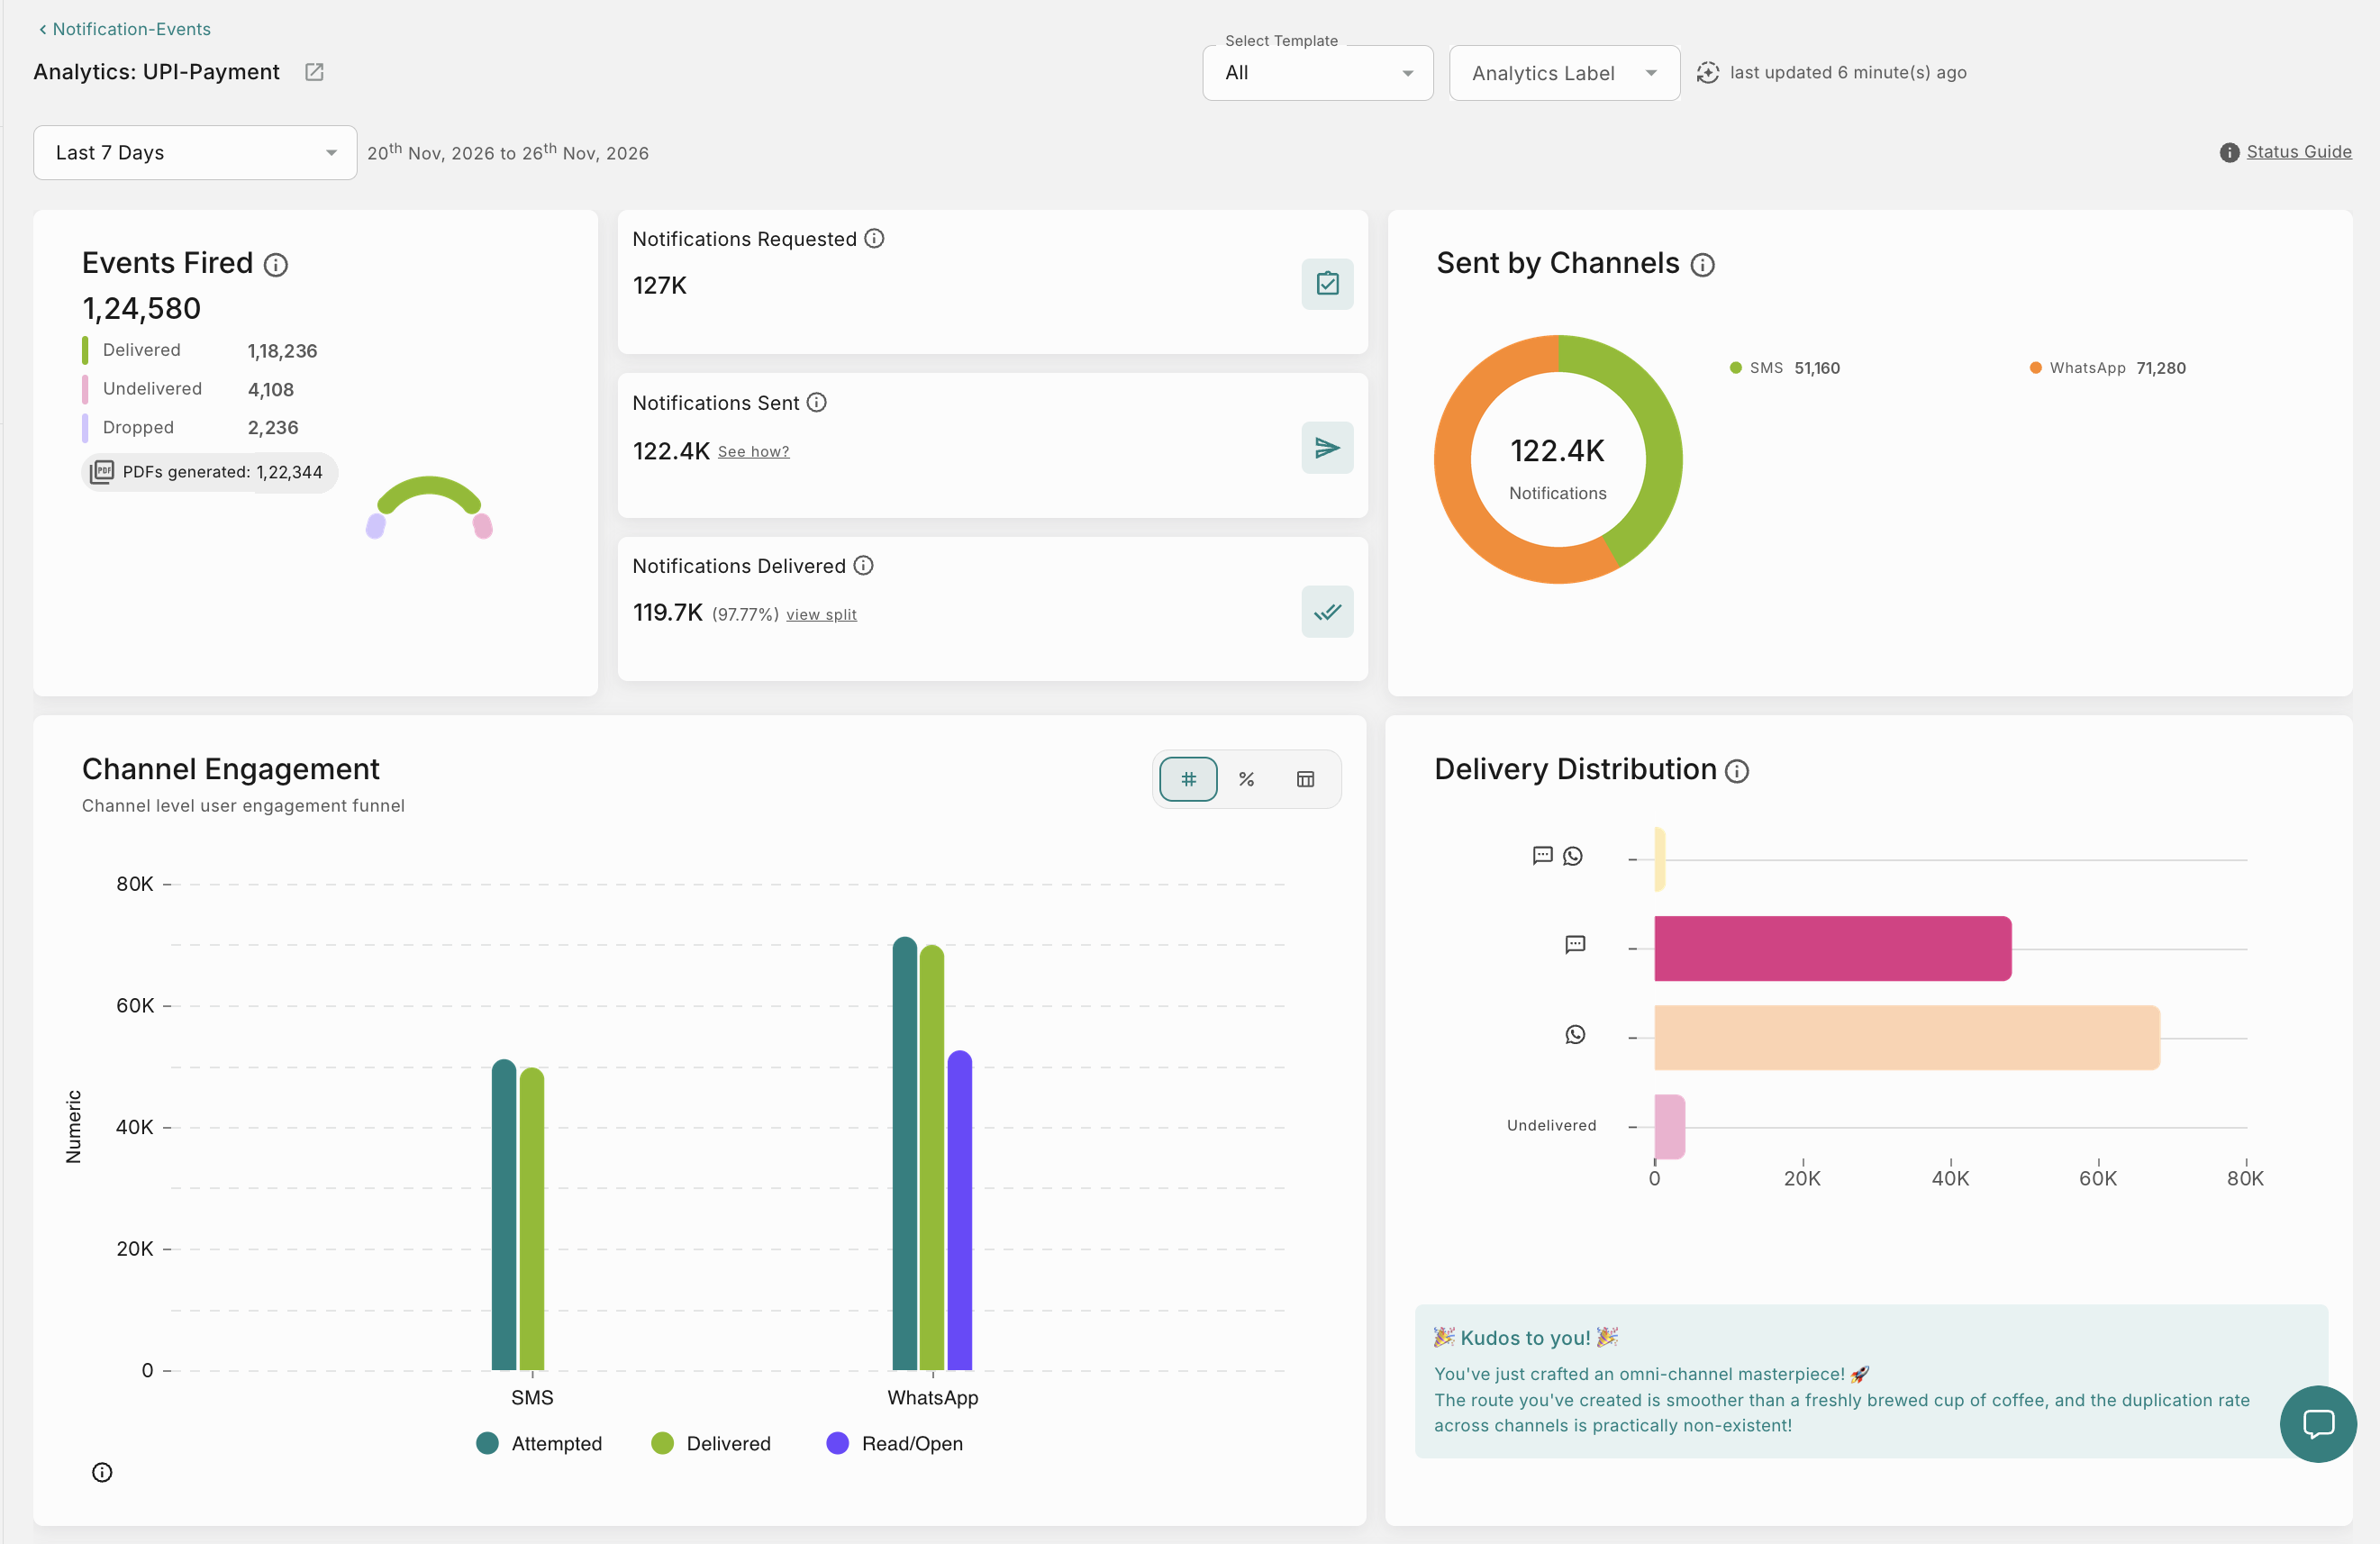 Notification-Events
Analytics: UPI-Payment
Select Template
All
Analytics Label
last updated 6 minute(s) ago
Last 7 Days
20th Nov, 2026 to 26th Nov, 2026
Status Guide
Events Fired
1,24,580
Delivered 1,18,236
Undelivered 4,108
Dropped 2,236
PDF PDFs generated: 1,22,344
Notifications Requested
127K
Notifications Sent
122.4K See how?
Notifications Delivered
119.7K (97.77%) view split
Sent by Channels
122.4K
Notifications
SMS 51,160
WhatsApp 71,280
Channel Engagement
Channel level user engagement funnel
#
%
Numeric
80K
60K
40K
20K
0
SMS
WhatsApp
Attempted
Delivered
Read/Open
Delivery Distribution
Undelivered
0
20K
40K
60K
80K
🎉 Kudos to you! 🎉
You've just crafted an omni-channel masterpiece! 🚀
The route you've created is smoother than a freshly brewed cup of coffee, and the duplication rate
across channels is practically non-existent!